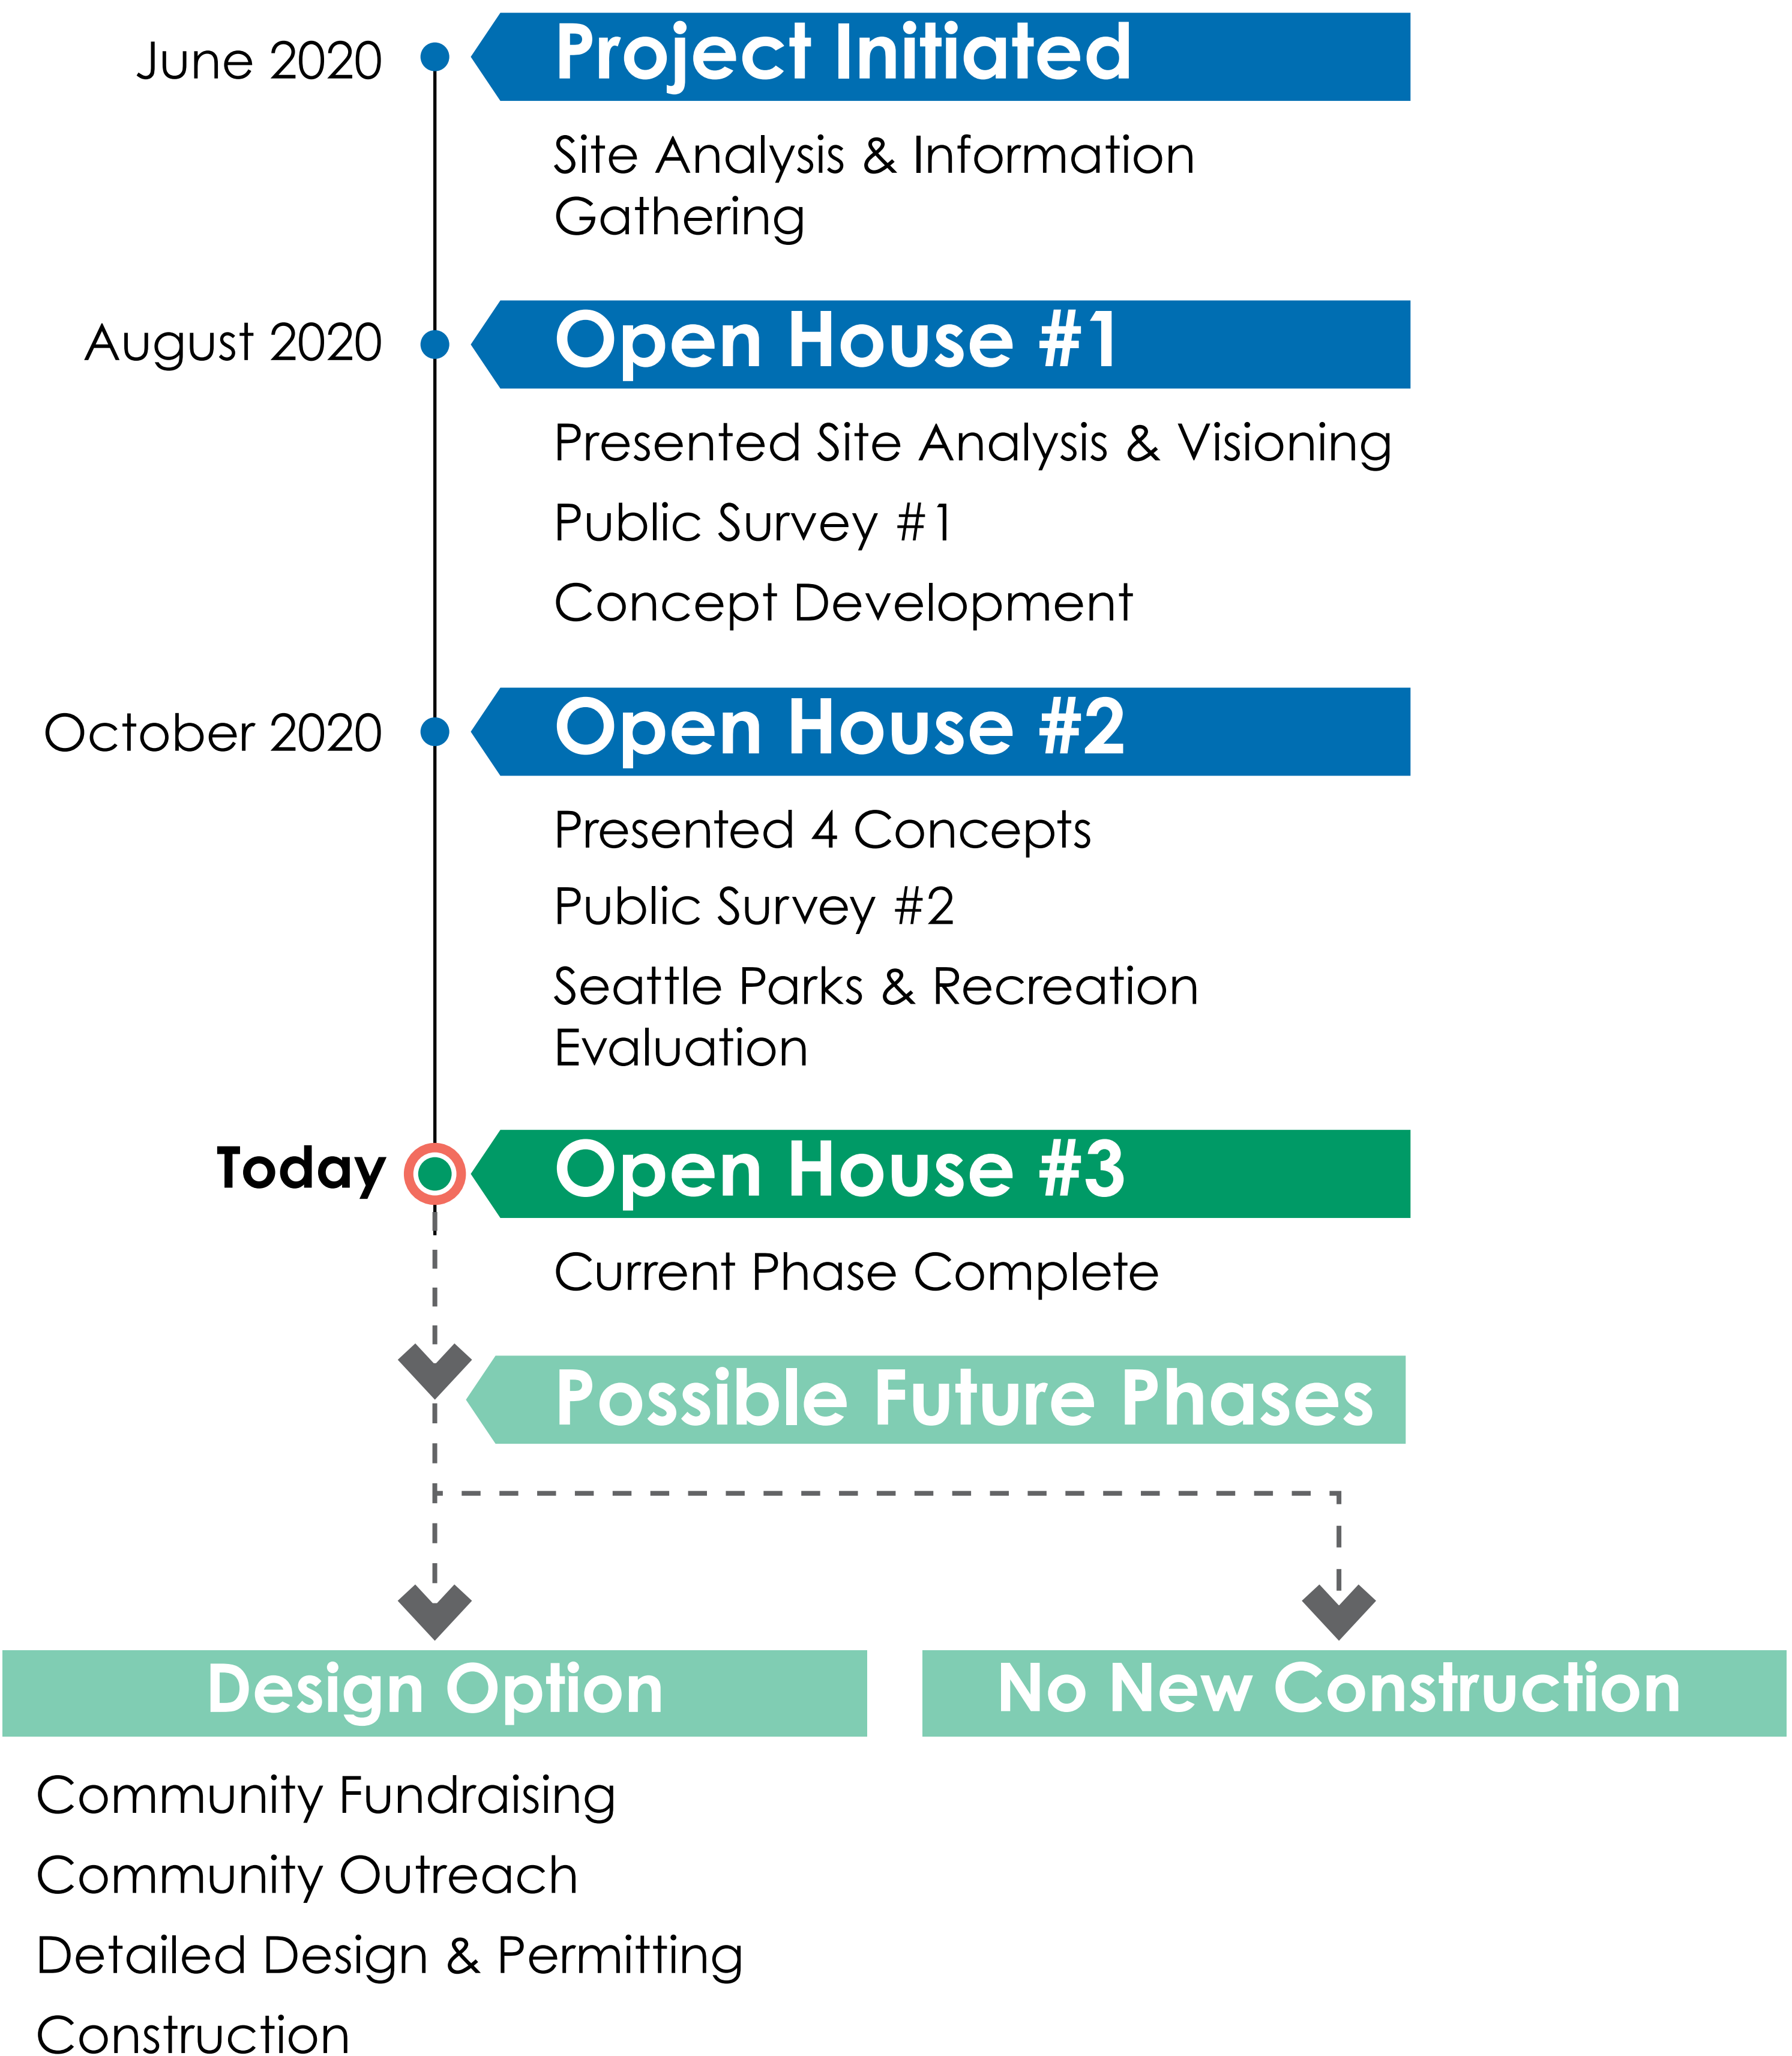 June 2020
Project Initiated
Site Analysis & Information
Gathering
August 2020
Open House #1
Presented Site Analysis & Visioning
Public Survey #1
Concept Development
October 2020
Open House #2
Presented 4 Concepts
Public Survey #2
Seattle Parks & Recreation
Evaluation
Today
Open House #3
Current Phase Complete
Possible Future Phases
Design Option
Community Fundraising
Community Outreach
Detailed Design & Permitting
Construction
No New Construction